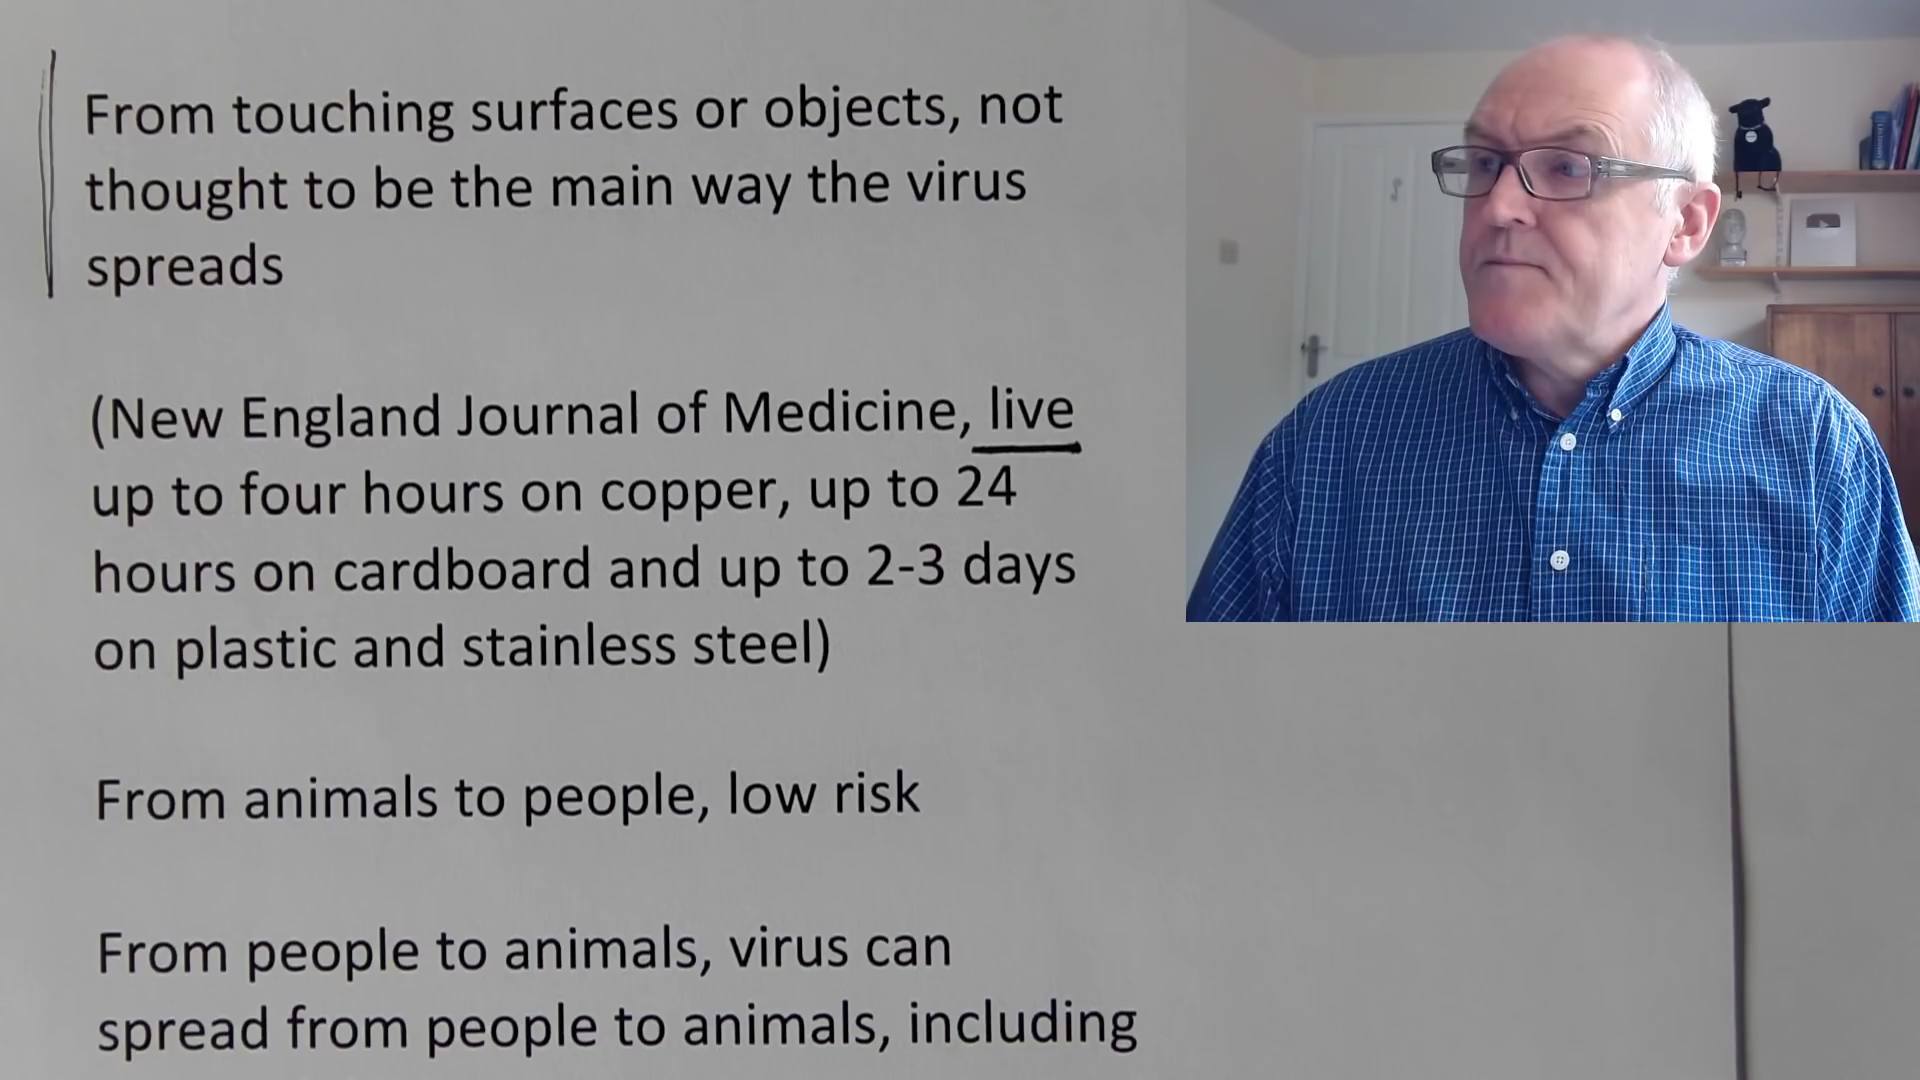 From touching surfaces or objects, not
thought to be the main way the virus
spreads
(New England Journal of Medicine, live
up to four hours on copper, up to 24
hours on cardboard and up to 2-3 days
on plastic and stainless steel)
From animals to people, low risk
From people to animals, virus can
spread from people to animals, including